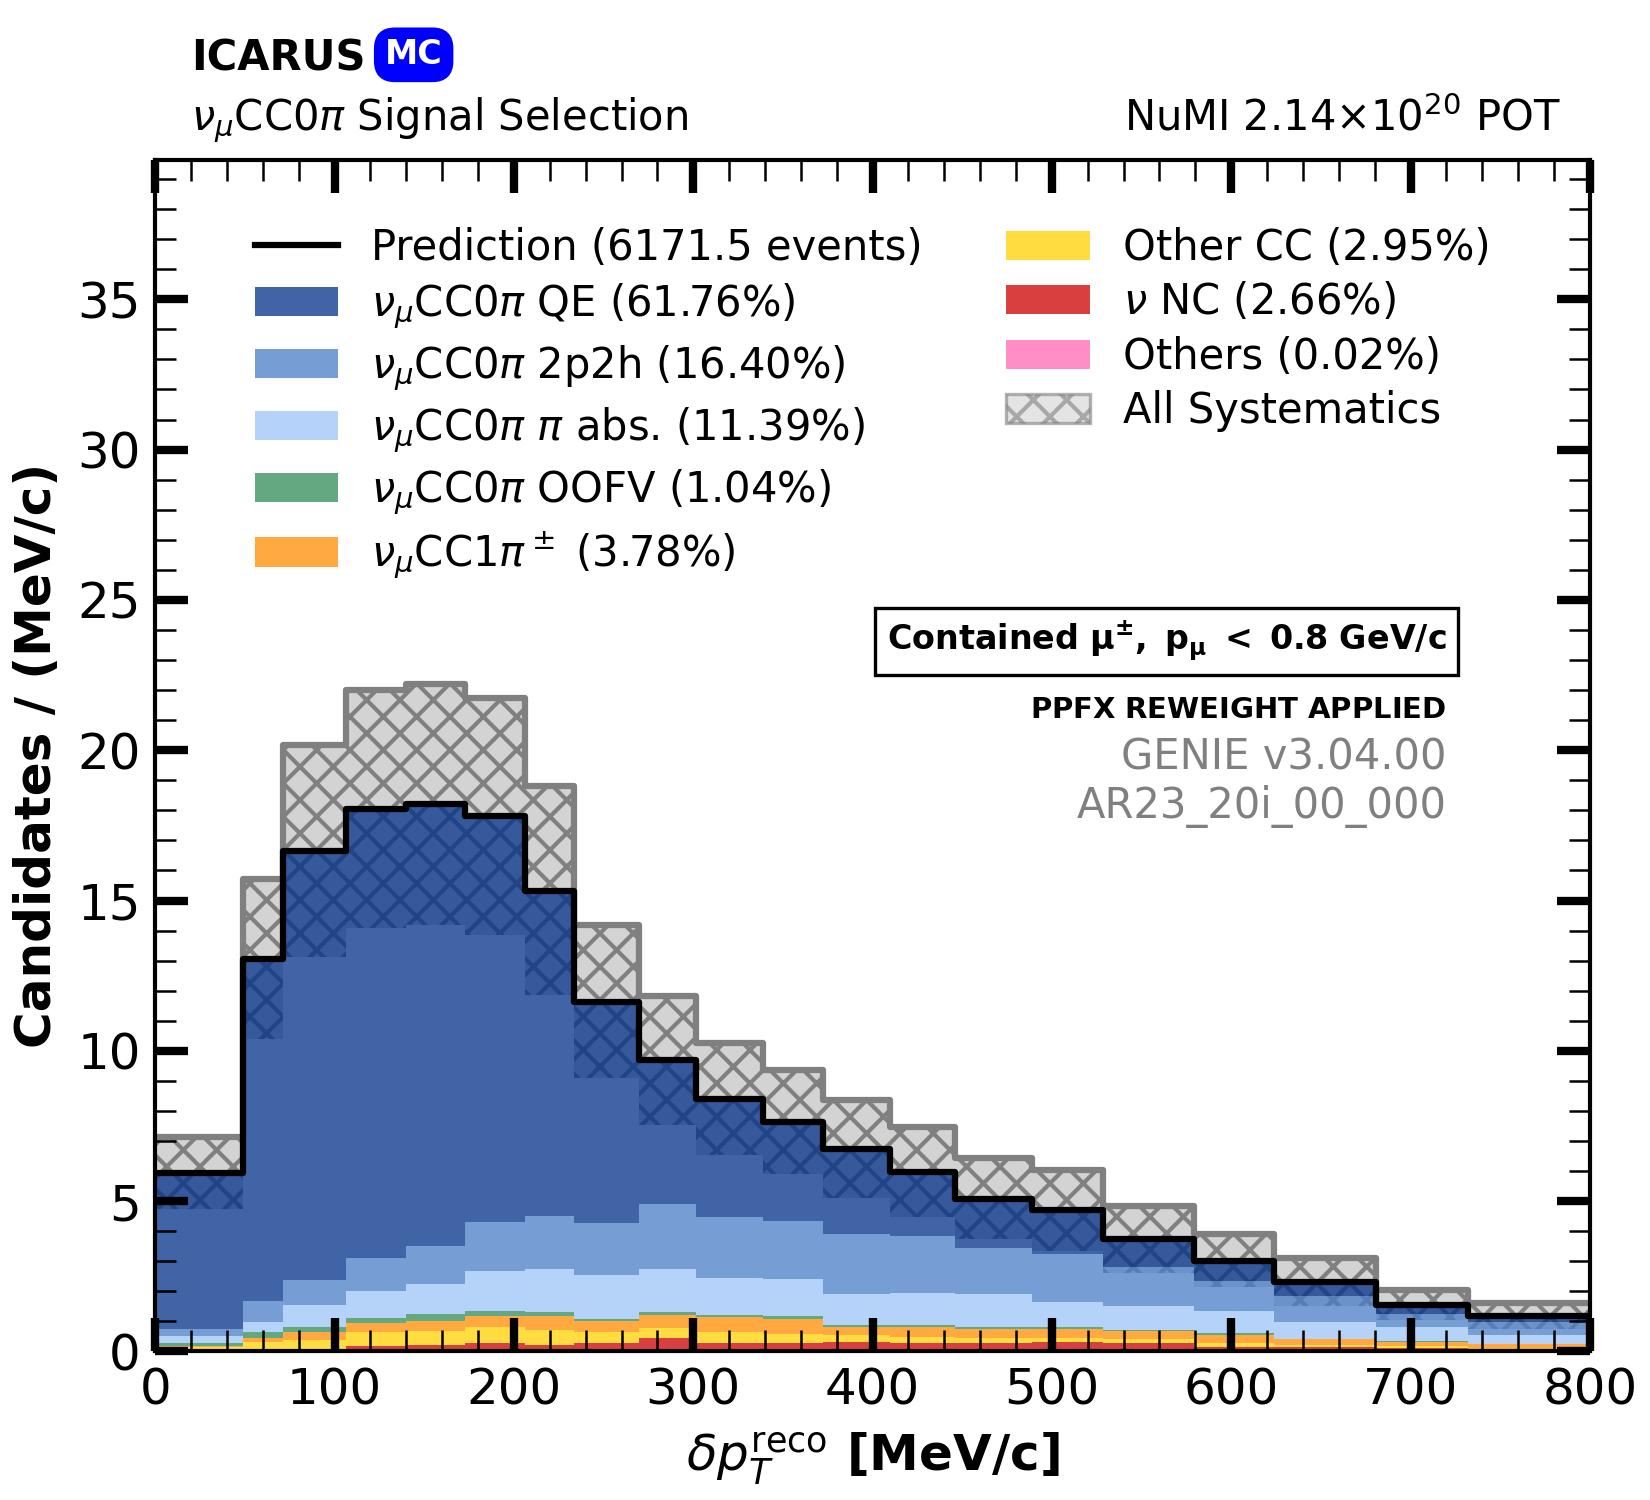 ICARUS MC
νμCC0π Signal Selection
NuMI 2.14×10²⁰ POT
Prediction (6171.5 events)
νμCC0π QE (61.76%)
νμCC0π 2p2h (16.40%)
νμCC0π π abs. (11.39%)
νμCC0π OOFV (1.04%)
νμCC1π± (3.78%)
Other CC (2.95%)
ν NC (2.66%)
Others (0.02%)
All Systematics
Contained μ±, pμ < 0.8 GeV/c
PPFX REWEIGHT APPLIED
GENIE v3.04.00
AR23_20i_00_000
Candidates / (MeV/c)
35
30
25
20
15
10
5
0
0 100 200 300 400 500 600 700 800
δp_T^reco [MeV/c]